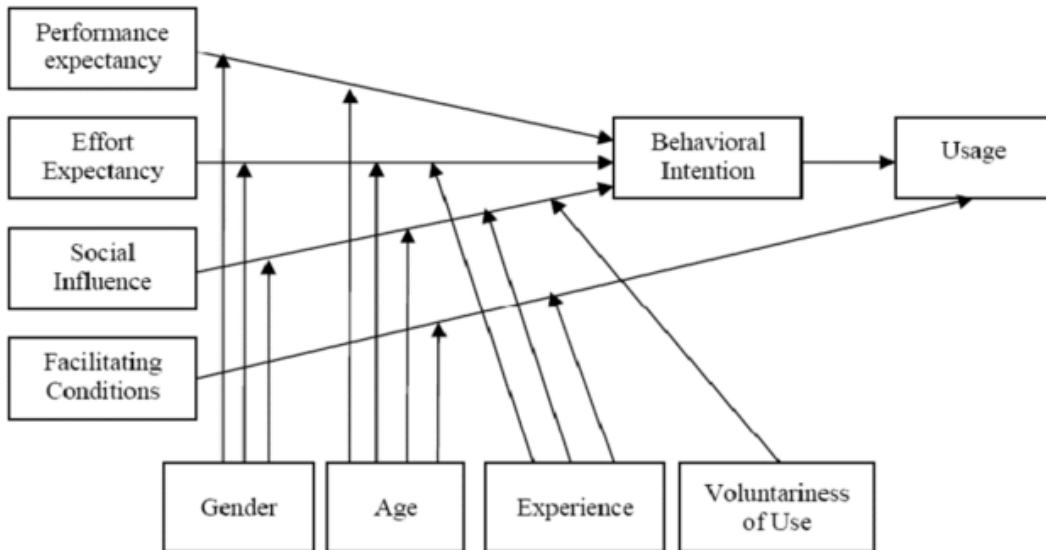 Performance
expectancy
Effort
Expectancy
Social
Influence
Facilitating
Conditions
Behavioral
Intention
Usage
Gender
Age
Experience
Voluntariness
of Use